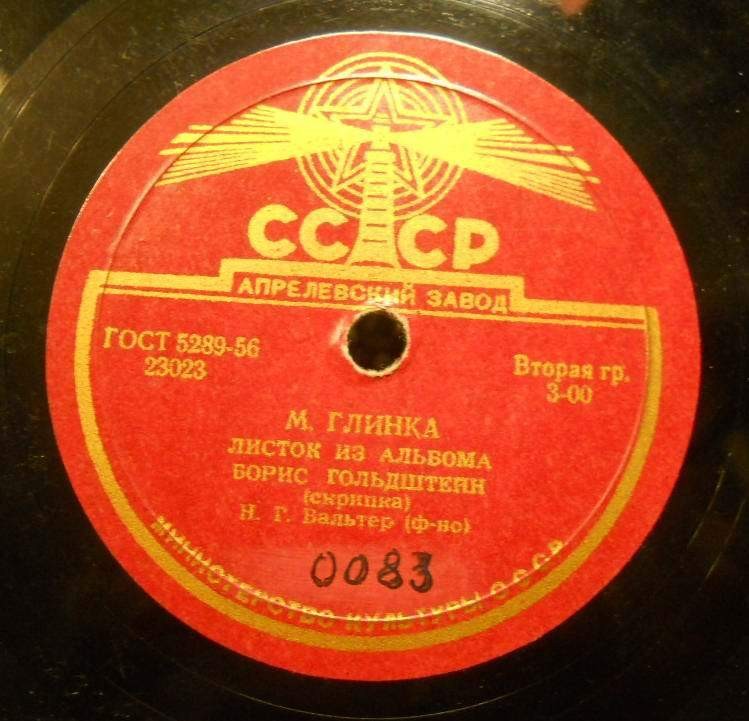 СССР
АПРЕЛЕВСКИЙ ЗАВОД
ГОСТ 5289-56
23023
Вторая гр.
3-00
М. ГЛИНКА
ЛИСТОК ИЗ АЛЬБОМА
БОРИС ГОЛЬДШТЕЙН
(скрипка)
Н. Г. Вальтер (ф-но)
0083
МИНИСТЕРСТВО КУЛЬТУРЫ СССР